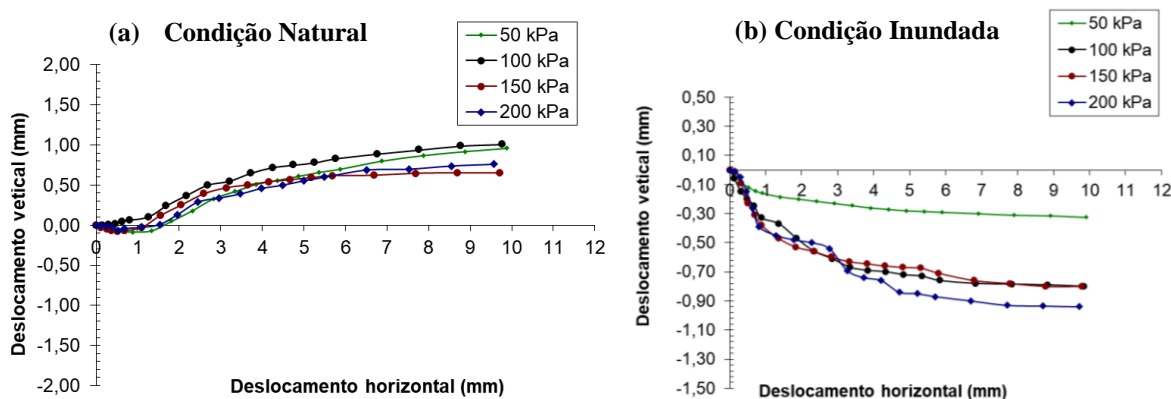 (a) Condição Natural
50 kPa
100 kPa
150 kPa
200 kPa
2,00
1,50
1,00
0,50
0,00
-0,50
-1,00
-1,50
-2,00
0 1 2 3 4 5 6 7 8 9 10 11 12
Deslocamento vetical (mm)
Deslocamento horizontal (mm)
(b) Condição Inundada
50 kPa
100 kPa
150 kPa
200 kPa
0,50
0,30
0,10
-0,10
-0,30
-0,50
-0,70
-0,90
-1,10
-1,30
-1,50
0 1 2 3 4 5 6 7 8 9 10 11 12
Deslocamento vetical (mm)
Deslocamento horizontal (mm)